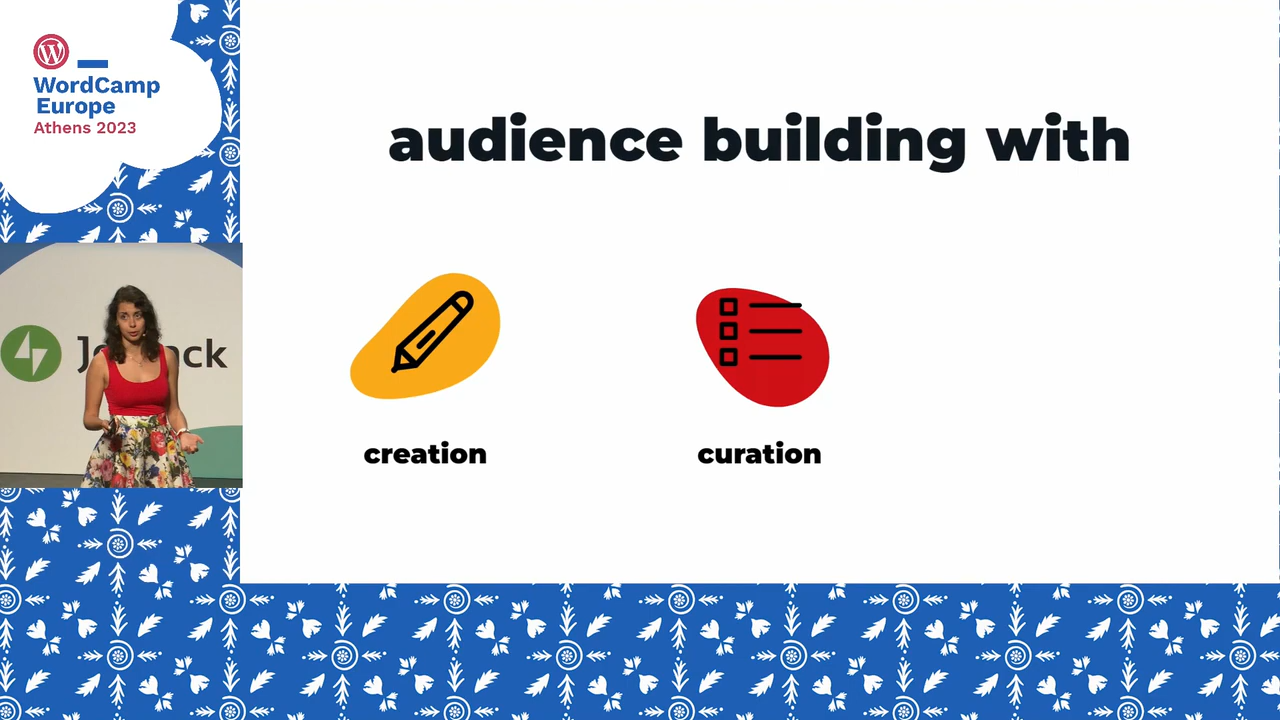 WordCamp
Europe
Athens 2023
audience building with
creation
curation